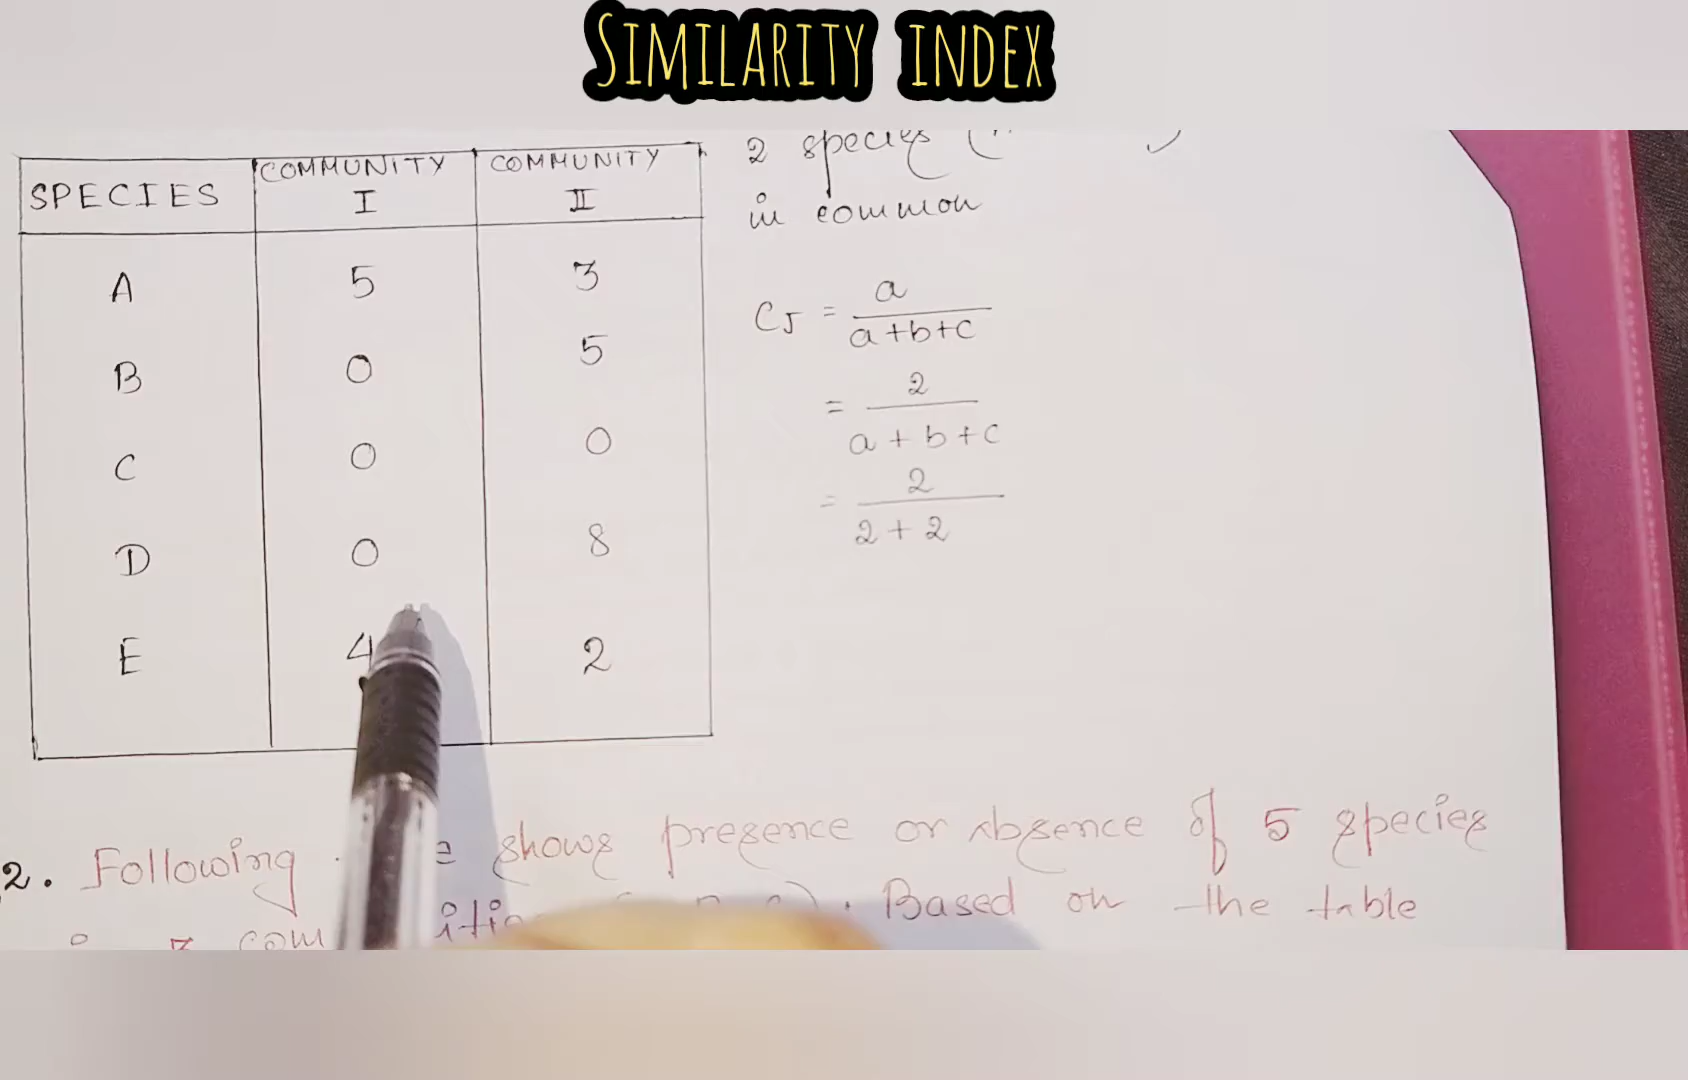 SIMILARITY INDEX
SPECIES COMMUNITY I COMMUNITY II
A 5 3
B 0 5
C 0 0
D 0 8
E 4 2
2 species
in common
CJ = a / a+b+c
= 2 / a + b + c
= 2 / 2 + 2
2. Following shows presence or absence of 5 species
Based on the table